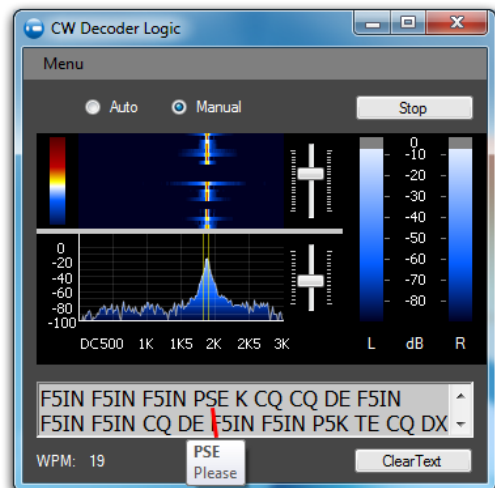 CW Decoder Logic
Menu
Auto Manual Stop
0
-10
-20
-30
-40
-50
-60
-70
-80
0
-20
-40
-60
-80
-100
DC500 1K 1K5 2K 2K5 3K L dB R
F5IN F5IN F5IN PSE K CQ CQ DE F5IN
F5IN F5IN CQ DE F5IN F5IN P5K TE CQ DX
PSE
Please
WPM: 19 ClearText